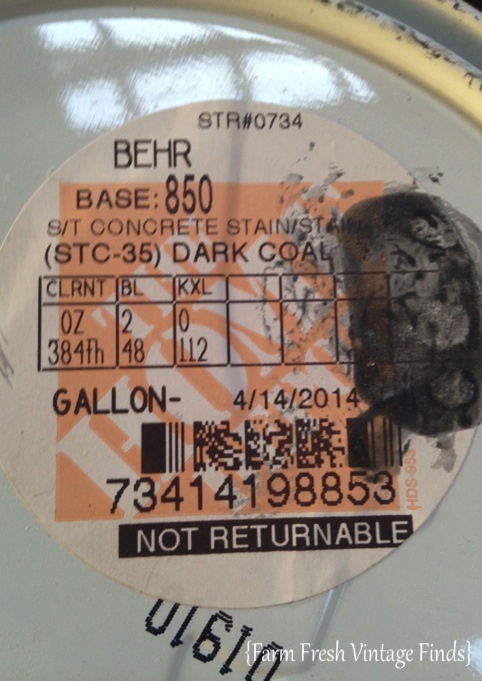 STR#0734
BEHR
BASE: 850
S/T CONCRETE STAIN/STAIN
(STC-35) DARK COAL
CLRNT BL KXL
OZ 2 0
384th 48 112
GALLON- 4/14/2014
73414198853
HDS-953
NOT RETURNABLE
{Farm Fresh Vintage Finds}